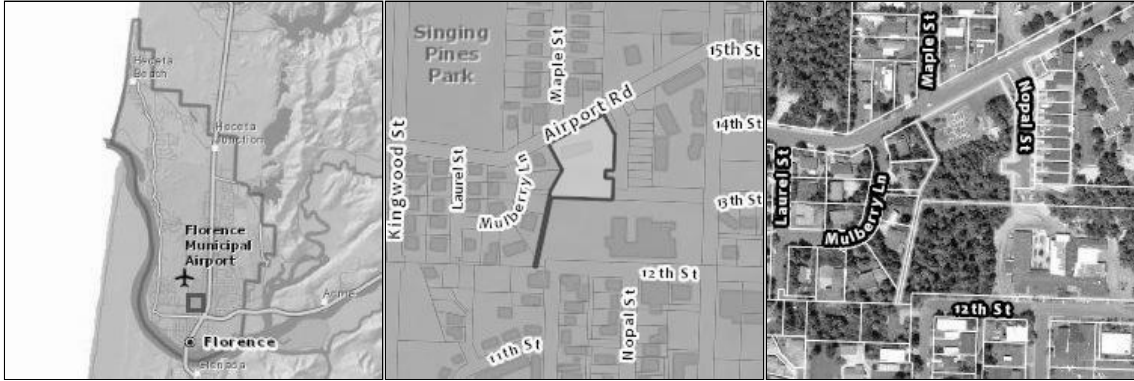 Heceta
Beach
Heceta
Junction
Florence
Municipal
Airport
Acme
Florence
Glenada
Singing
Pines
Park
Maple St
15th St
Airport Rd
14th St
Kingwood St
Laurel St
Mulberry Ln
13th St
12th St
Nopal St
11th St
Maple St
Nopal St
Laurel St
Mulberry Ln
12th St